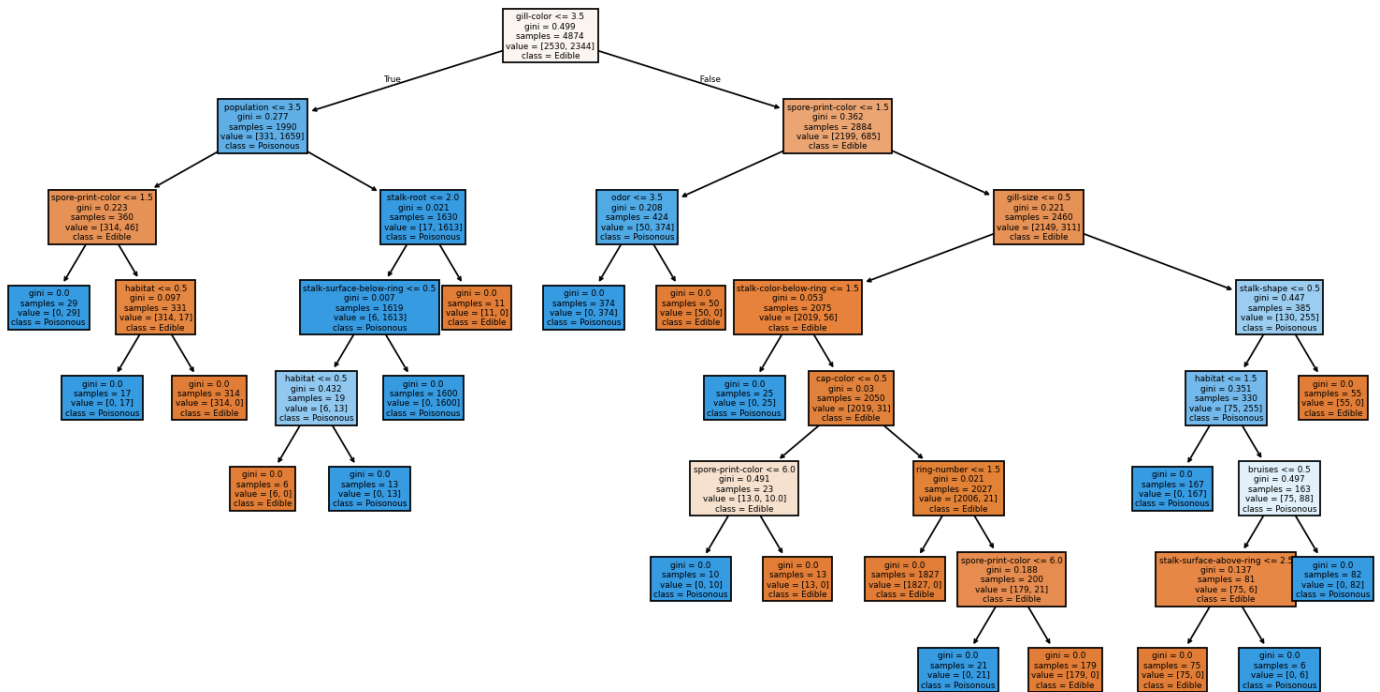 gill-color <= 3.5
gini = 0.499
samples = 4874
value = [2530, 2344]
class = Edible
True
False
population <= 3.5
gini = 0.277
samples = 1990
value = [331, 1659]
class = Poisonous
spore-print-color <= 1.5
gini = 0.362
samples = 2884
value = [2199, 685]
class = Edible
spore-print-color <= 1.5
gini = 0.223
samples = 360
value = [314, 46]
class = Edible
stalk-root <= 2.0
gini = 0.021
samples = 1630
value = [17, 1613]
class = Poisonous
odor <= 3.5
gini = 0.208
samples = 424
value = [50, 374]
class = Poisonous
gill-size <= 0.5
gini = 0.221
samples = 2460
value = [2149, 311]
class = Edible
gini = 0.0
samples = 29
value = [0, 29]
class = Poisonous
habitat <= 0.5
gini = 0.097
samples = 331
value = [314, 17]
class = Edible
stalk-surface-below-ring <= 0.5
gini = 0.007
samples = 1619
value = [6, 1613]
class = Poisonous
gini = 0.0
samples = 11
value = [11, 0]
class = Edible
gini = 0.0
samples = 374
value = [0, 374]
class = Poisonous
gini = 0.0
samples = 50
value = [50, 0]
class = Edible
stalk-color-below-ring <= 1.5
gini = 0.053
samples = 2075
value = [2019, 56]
class = Edible
stalk-shape <= 0.5
gini = 0.447
samples = 385
value = [130, 255]
class = Poisonous
gini = 0.0
samples = 17
value = [0, 17]
class = Poisonous
gini = 0.0
samples = 314
value = [314, 0]
class = Edible
habitat <= 0.5
gini = 0.432
samples = 19
value = [6, 13]
class = Poisonous
gini = 0.0
samples = 1600
value = [0, 1600]
class = Poisonous
gini = 0.0
samples = 25
value = [0, 25]
class = Poisonous
cap-color <= 0.5
gini = 0.03
samples = 2050
value = [2019, 31]
class = Edible
habitat <= 1.5
gini = 0.351
samples = 330
value = [75, 255]
class = Poisonous
gini = 0.0
samples = 55
value = [55, 0]
class = Edible
gini = 0.0
samples = 6
value = [6, 0]
class = Edible
gini = 0.0
samples = 13
value = [0, 13]
class = Poisonous
spore-print-color <= 6.0
gini = 0.491
samples = 23
value = [13.0, 10.0]
class = Edible
ring-number <= 1.5
gini = 0.021
samples = 2027
value = [2006, 21]
class = Edible
gini = 0.0
samples = 167
value = [0, 167]
class = Poisonous
bruises <= 0.5
gini = 0.497
samples = 163
value = [75, 88]
class = Poisonous
gini = 0.0
samples = 10
value = [0, 10]
class = Poisonous
gini = 0.0
samples = 13
value = [13, 0]
class = Edible
gini = 0.0
samples = 1827
value = [1827, 0]
class = Edible
spore-print-color <= 6.0
gini = 0.188
samples = 200
value = [179, 21]
class = Edible
stalk-surface-above-ring <= 2.5
gini = 0.137
samples = 81
value = [75, 6]
class = Edible
gini = 0.0
samples = 82
value = [0, 82]
class = Poisonous
gini = 0.0
samples = 21
value = [0, 21]
class = Poisonous
gini = 0.0
samples = 179
value = [179, 0]
class = Edible
gini = 0.0
samples = 75
value = [75, 0]
class = Edible
gini = 0.0
samples = 6
value = [0, 6]
class = Poisonous